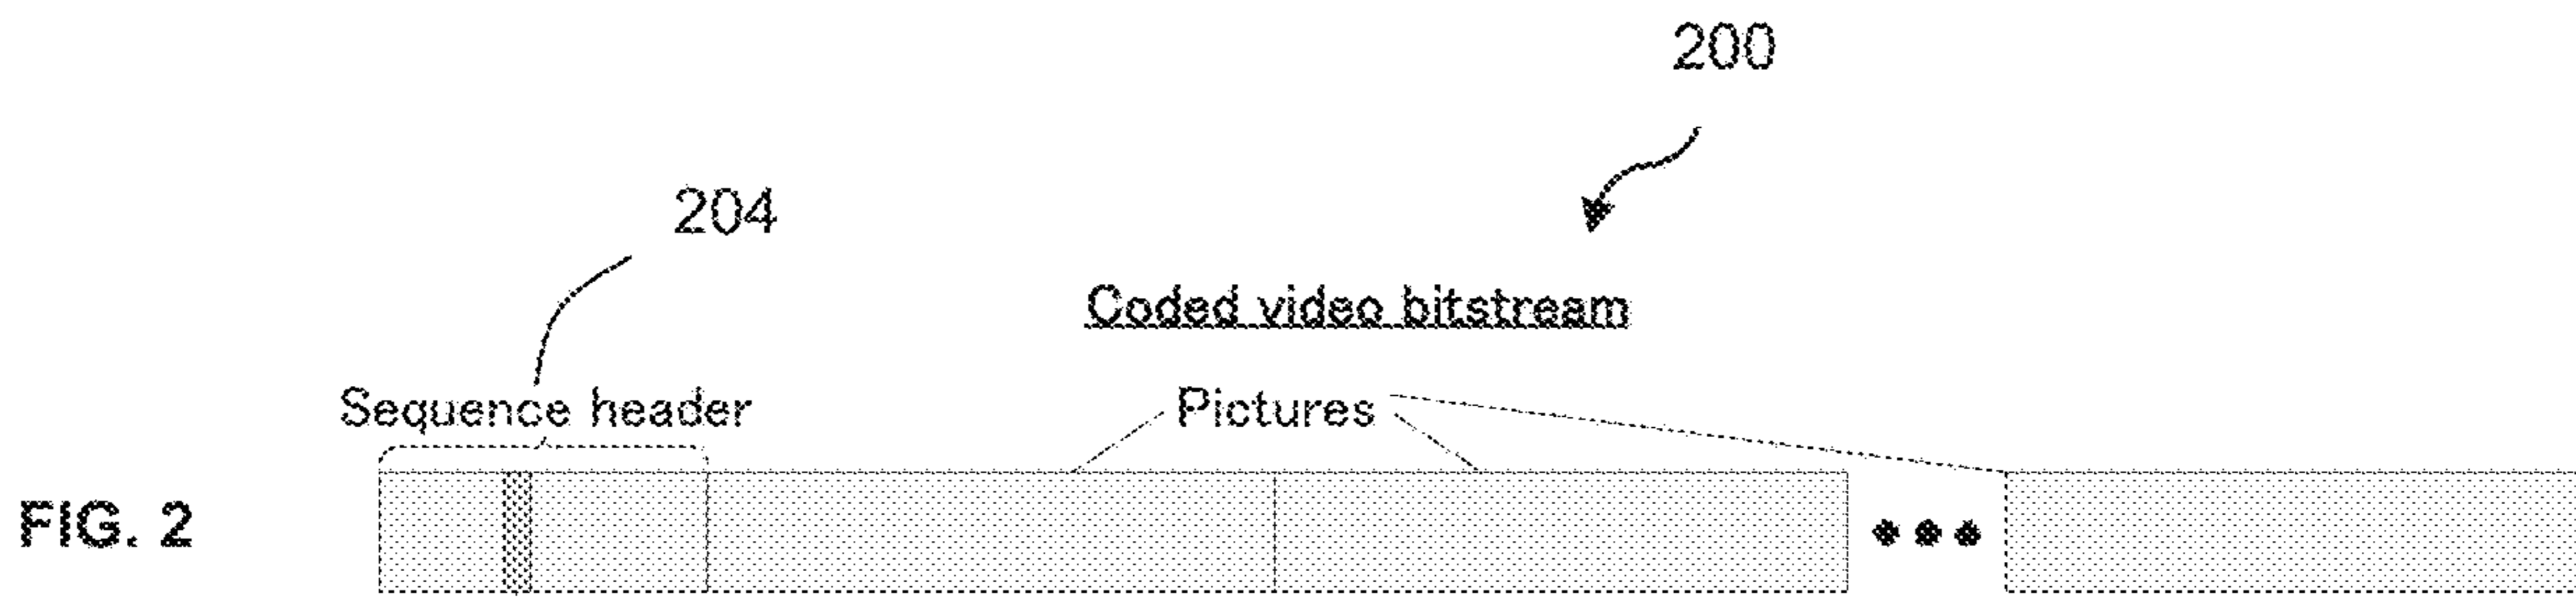 200
204
Coded video bitstream
Sequence header
Pictures
FIG. 2